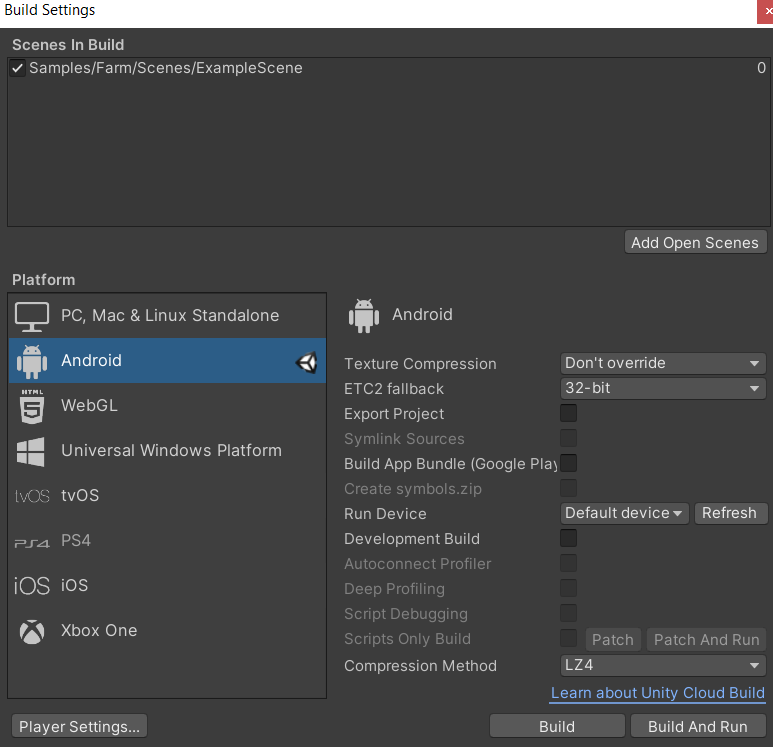 Build Settings
×
Scenes In Build
Samples/Farm/Scenes/ExampleScene 0
Add Open Scenes
Platform
PC, Mac & Linux Standalone
Android
HTML 5
WebGL
Universal Windows Platform
tvOS tvOS
PS4 PS4
iOS iOS
Xbox One
Android
Texture Compression Don't override
ETC2 fallback 32-bit
Export Project
Symlink Sources
Build App Bundle (Google Play
Create symbols.zip
Run Device Default device Refresh
Development Build
Autoconnect Profiler
Deep Profiling
Script Debugging
Scripts Only Build Patch Patch And Run
Compression Method LZ4
Learn about Unity Cloud Build
Player Settings... Build Build And Run